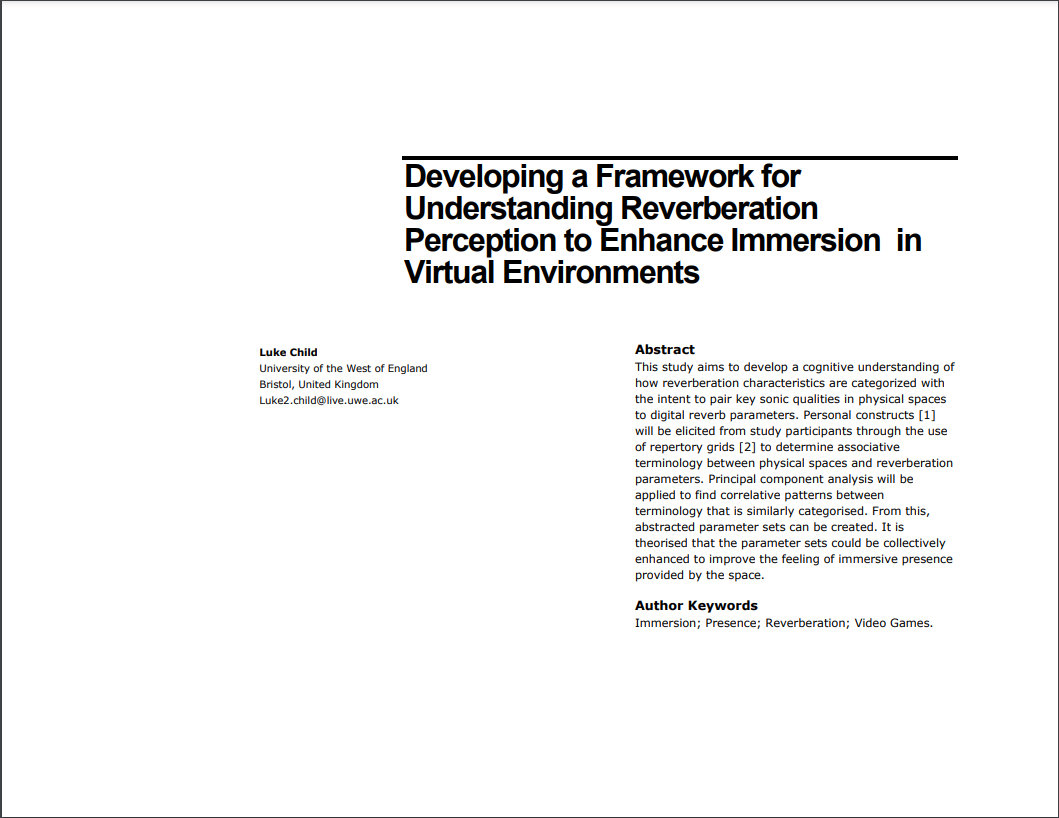 Developing a Framework for
Understanding Reverberation
Perception to Enhance Immersion  in
Virtual Environments
Luke Child
University of the West of England
Bristol, United Kingdom
Luke2.child@live.uwe.ac.uk
Abstract
This study aims to develop a cognitive understanding of
how reverberation characteristics are categorized with
the intent to pair key sonic qualities in physical spaces
to digital reverb parameters. Personal constructs [1]
will be elicited from study participants through the use
of repertory grids [2] to determine associative
terminology between physical spaces and reverberation
parameters. Principal component analysis will be
applied to find correlative patterns between
terminology that is similarly categorised. From this,
abstracted parameter sets can be created. It is
theorised that the parameter sets could be collectively
enhanced to improve the feeling of immersive presence
provided by the space.
Author Keywords
Immersion; Presence; Reverberation; Video Games.